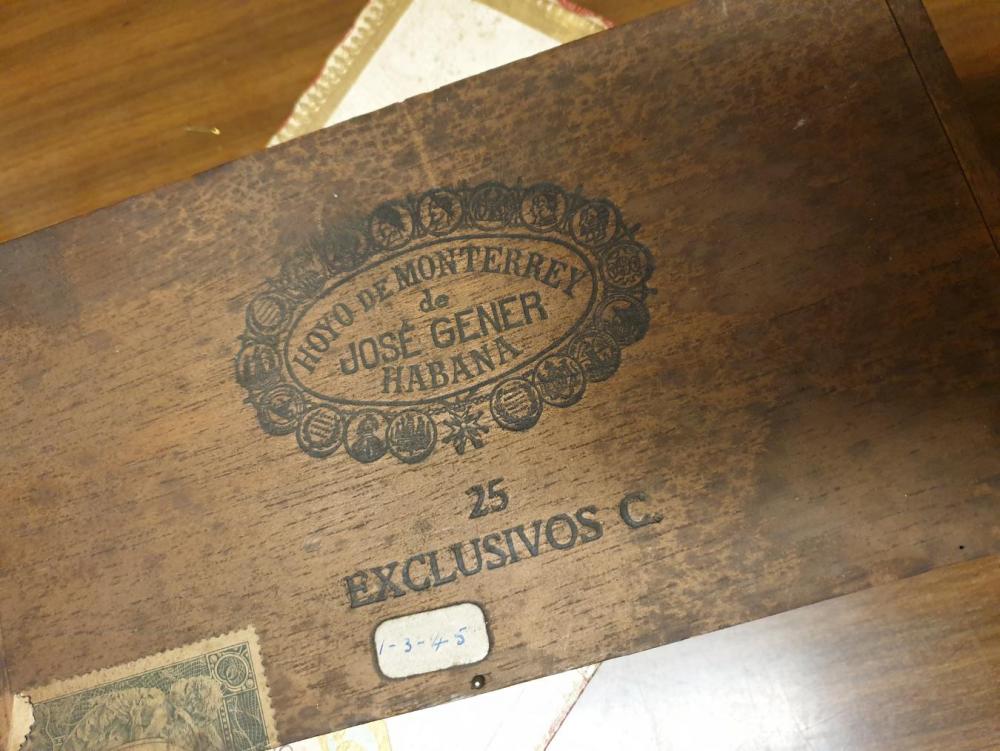 HOYO DE MONTERREY
de
JOSÉ GENER
HABANA
25
EXCLUSIVOS C.
1-3-45